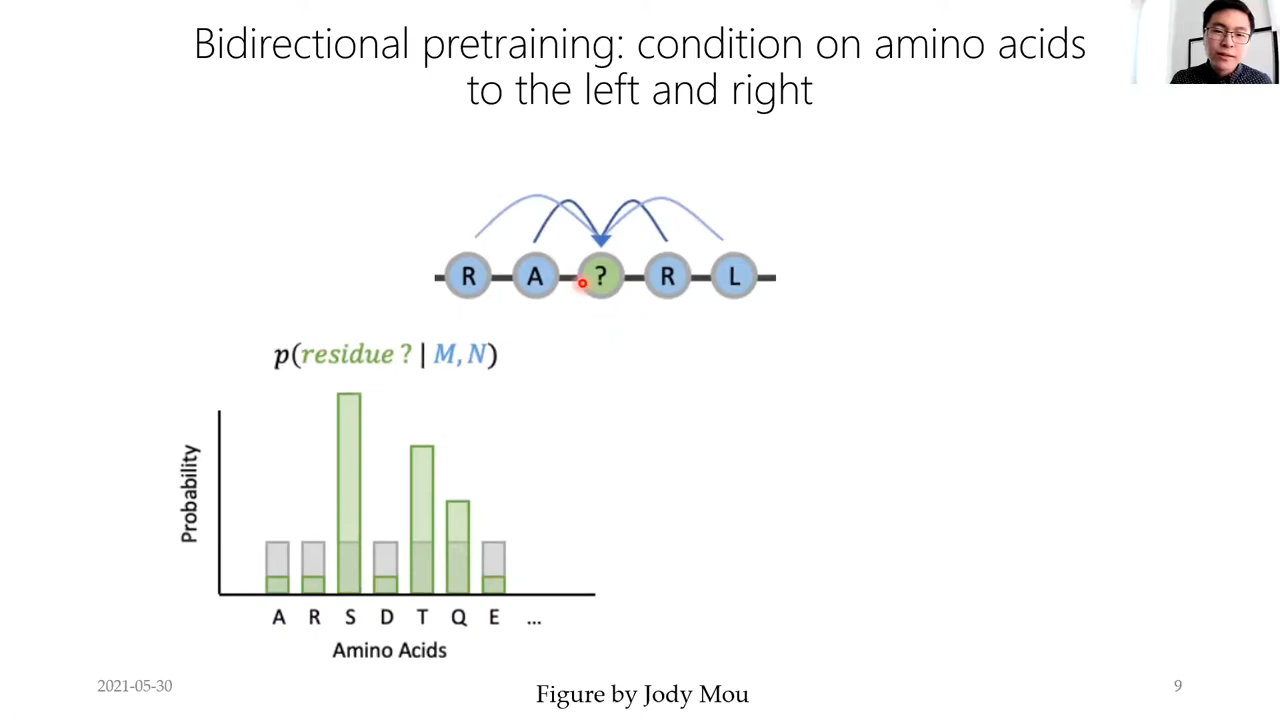 Bidirectional pretraining: condition on amino acids
to the left and right
R A ? R L
p(residue ? | M, N)
Probability
A R S D T Q E ...
Amino Acids
2021-05-30
Figure by Jody Mou
9